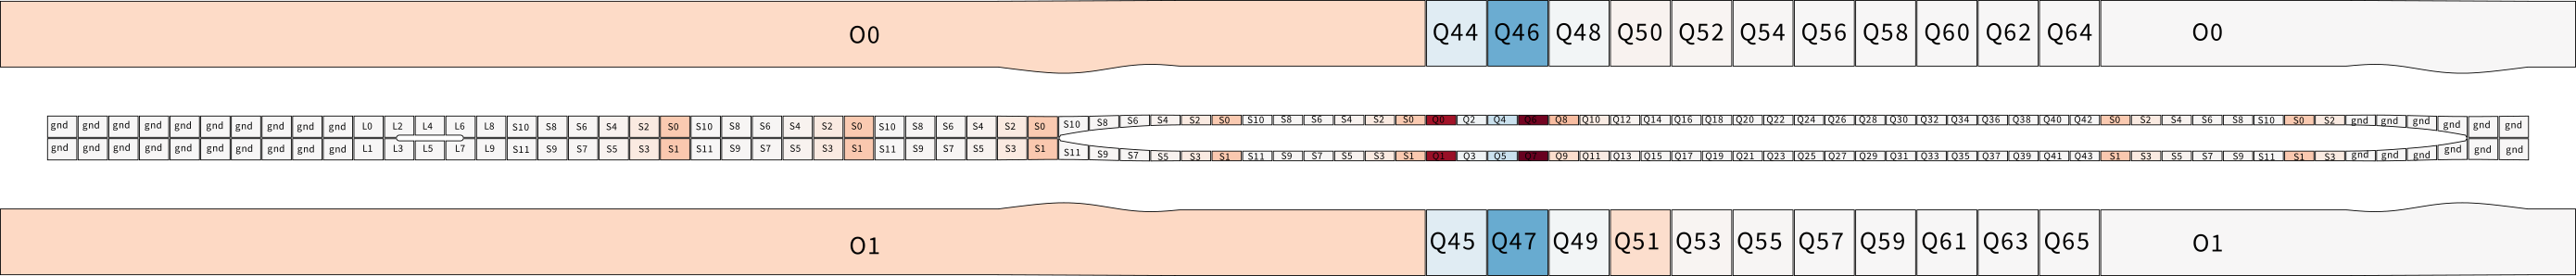 O0 Q44 Q46 Q48 Q50 Q52 Q54 Q56 Q58 Q60 Q62 Q64 O0
gnd gnd gnd gnd gnd gnd gnd gnd gnd gnd L0 L2 L4 L6 L8 S10 S8 S6 S4 S2 S0 S10 S8 S6 S4 S2 S0 S10 S8 S6 S4 S2 S0 S10 S8 S6 S4 S2 S0 S10 S8 S6 S4 S2 S0 Q0 Q2 Q4 Q6 Q8 Q10 Q12 Q14 Q16 Q18 Q20 Q22 Q24 Q26 Q28 Q30 Q32 Q34 Q36 Q38 Q40 Q42 S0 S2 S4 S6 S8 S10 S0 S2 gnd gnd gnd gnd gnd gnd
gnd gnd gnd gnd gnd gnd gnd gnd gnd gnd L1 L3 L5 L7 L9 S11 S9 S7 S5 S3 S1 S11 S9 S7 S5 S3 S1 S11 S9 S7 S5 S3 S1 S11 S9 S7 S5 S3 S1 S11 S9 S7 S5 S3 S1 Q1 Q3 Q5 Q7 Q9 Q11 Q13 Q15 Q17 Q19 Q21 Q23 Q25 Q27 Q29 Q31 Q33 Q35 Q37 Q39 Q41 Q43 S1 S3 S5 S7 S9 S11 S1 S3 gnd gnd gnd gnd gnd gnd
O1 Q45 Q47 Q49 Q51 Q53 Q55 Q57 Q59 Q61 Q63 Q65 O1